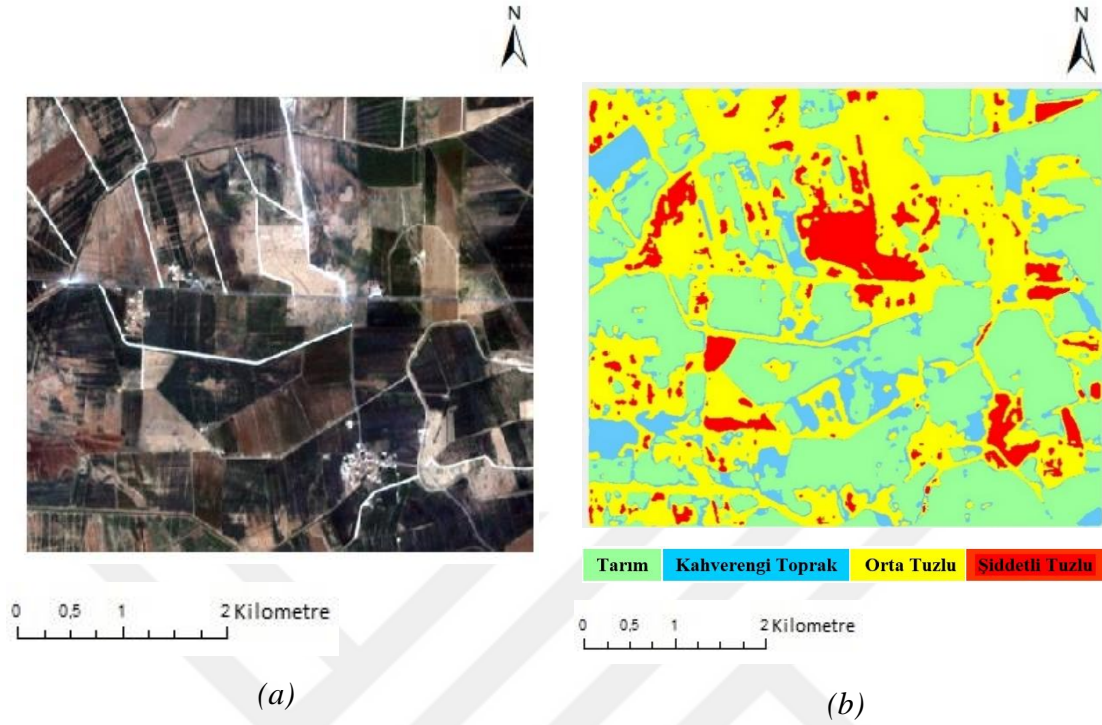 N
N
Tarım Kahverengi Toprak Orta Tuzlu Şiddetli Tuzlu
0 0,5 1 2 Kilometre
0 0,5 1 2 Kilometre
(a)
(b)